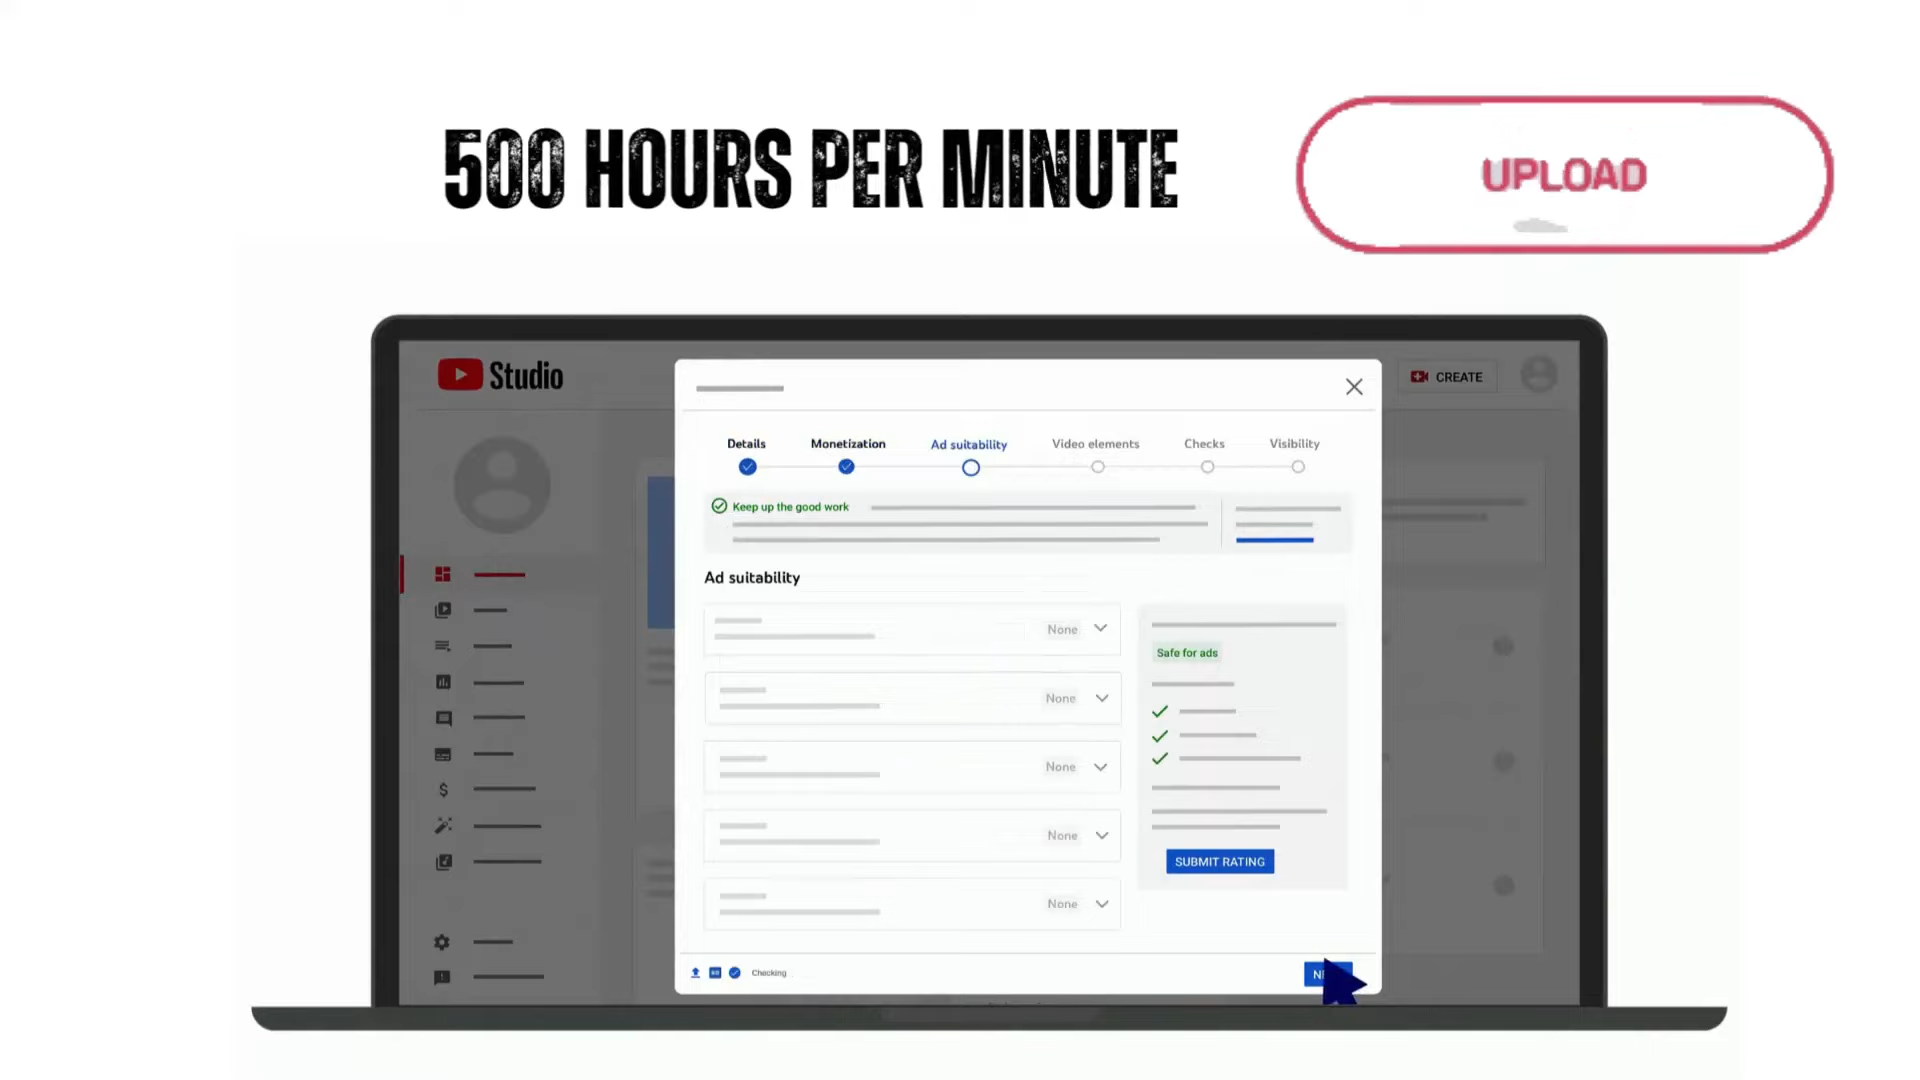 500 HOURS PER MINUTE
UPLOAD
Studio
CREATE
Details
Monetization
Ad suitability
Video elements
Checks
Visibility
Keep up the good work
Ad suitability
None
Safe for ads
None
None
None
SUBMIT RATING
None
Checking